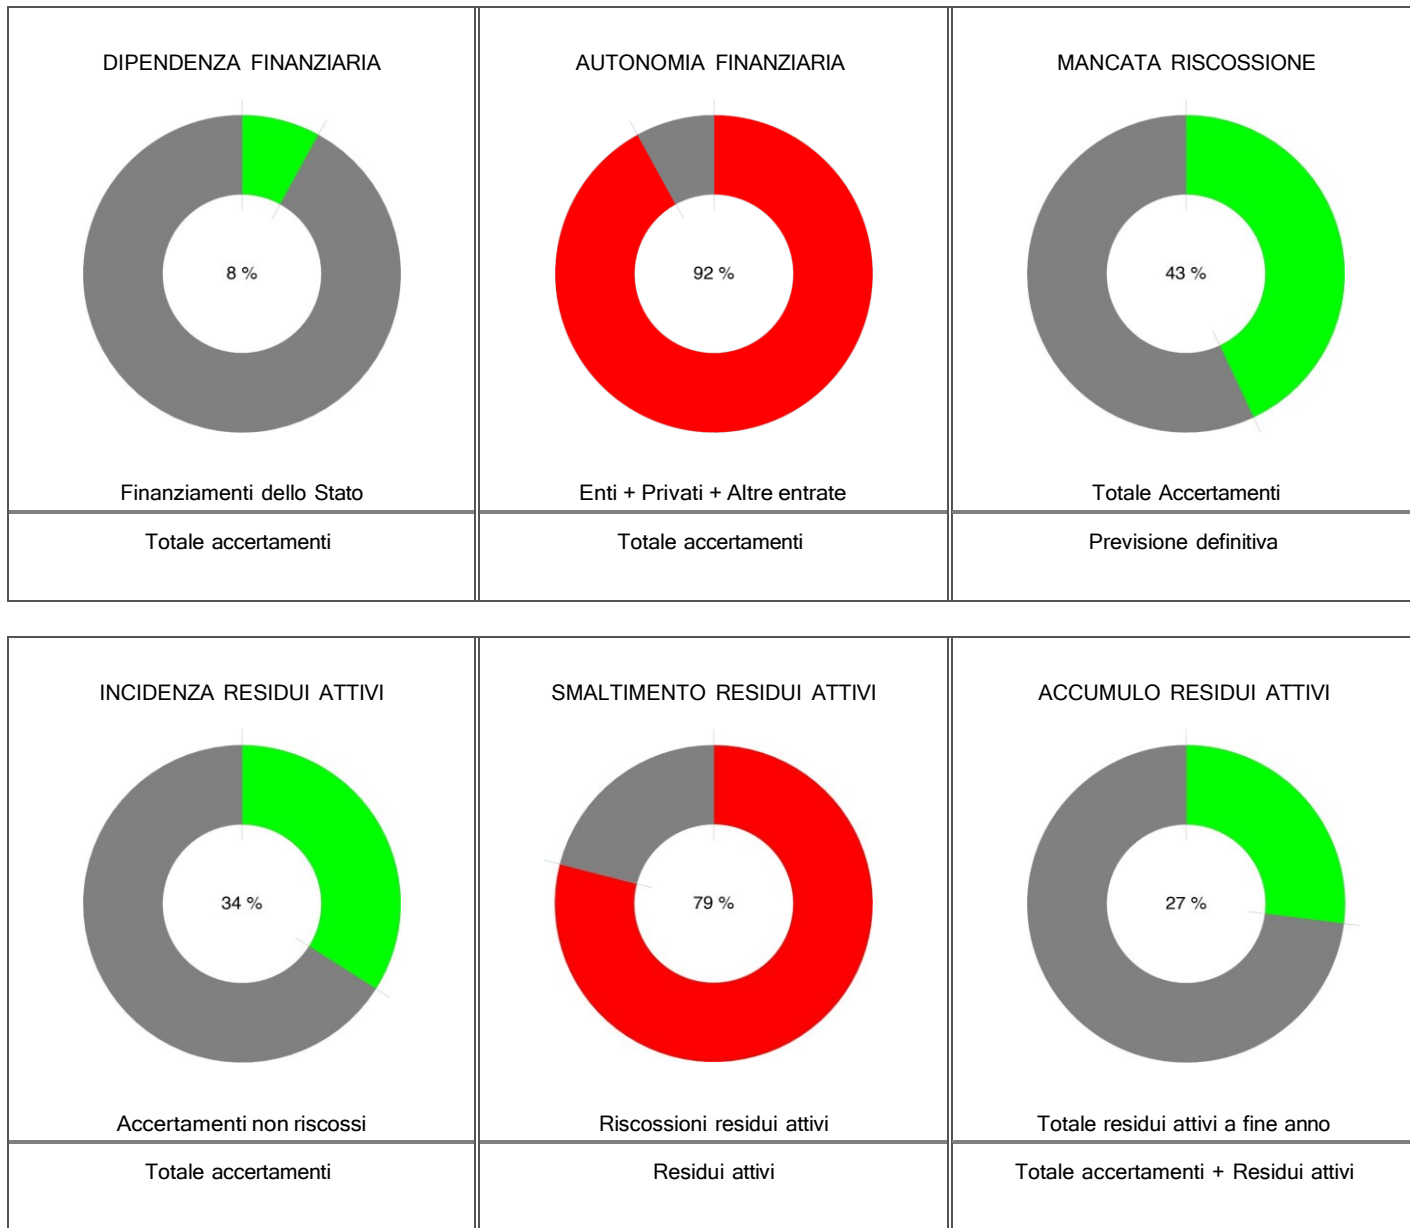 DIPENDENZA FINANZIARIA
8 %
Finanziamenti dello Stato
Totale accertamenti
AUTONOMIA FINANZIARIA
92 %
Enti + Privati + Altre entrate
Totale accertamenti
MANCATA RISCOSSIONE
43 %
Totale Accertamenti
Previsione definitiva
INCIDENZA RESIDUI ATTIVI
34 %
Accertamenti non riscossi
Totale accertamenti
SMALTIMENTO RESIDUI ATTIVI
79 %
Riscossioni residui attivi
Residui attivi
ACCUMULO RESIDUI ATTIVI
27 %
Totale residui attivi a fine anno
Totale accertamenti + Residui attivi